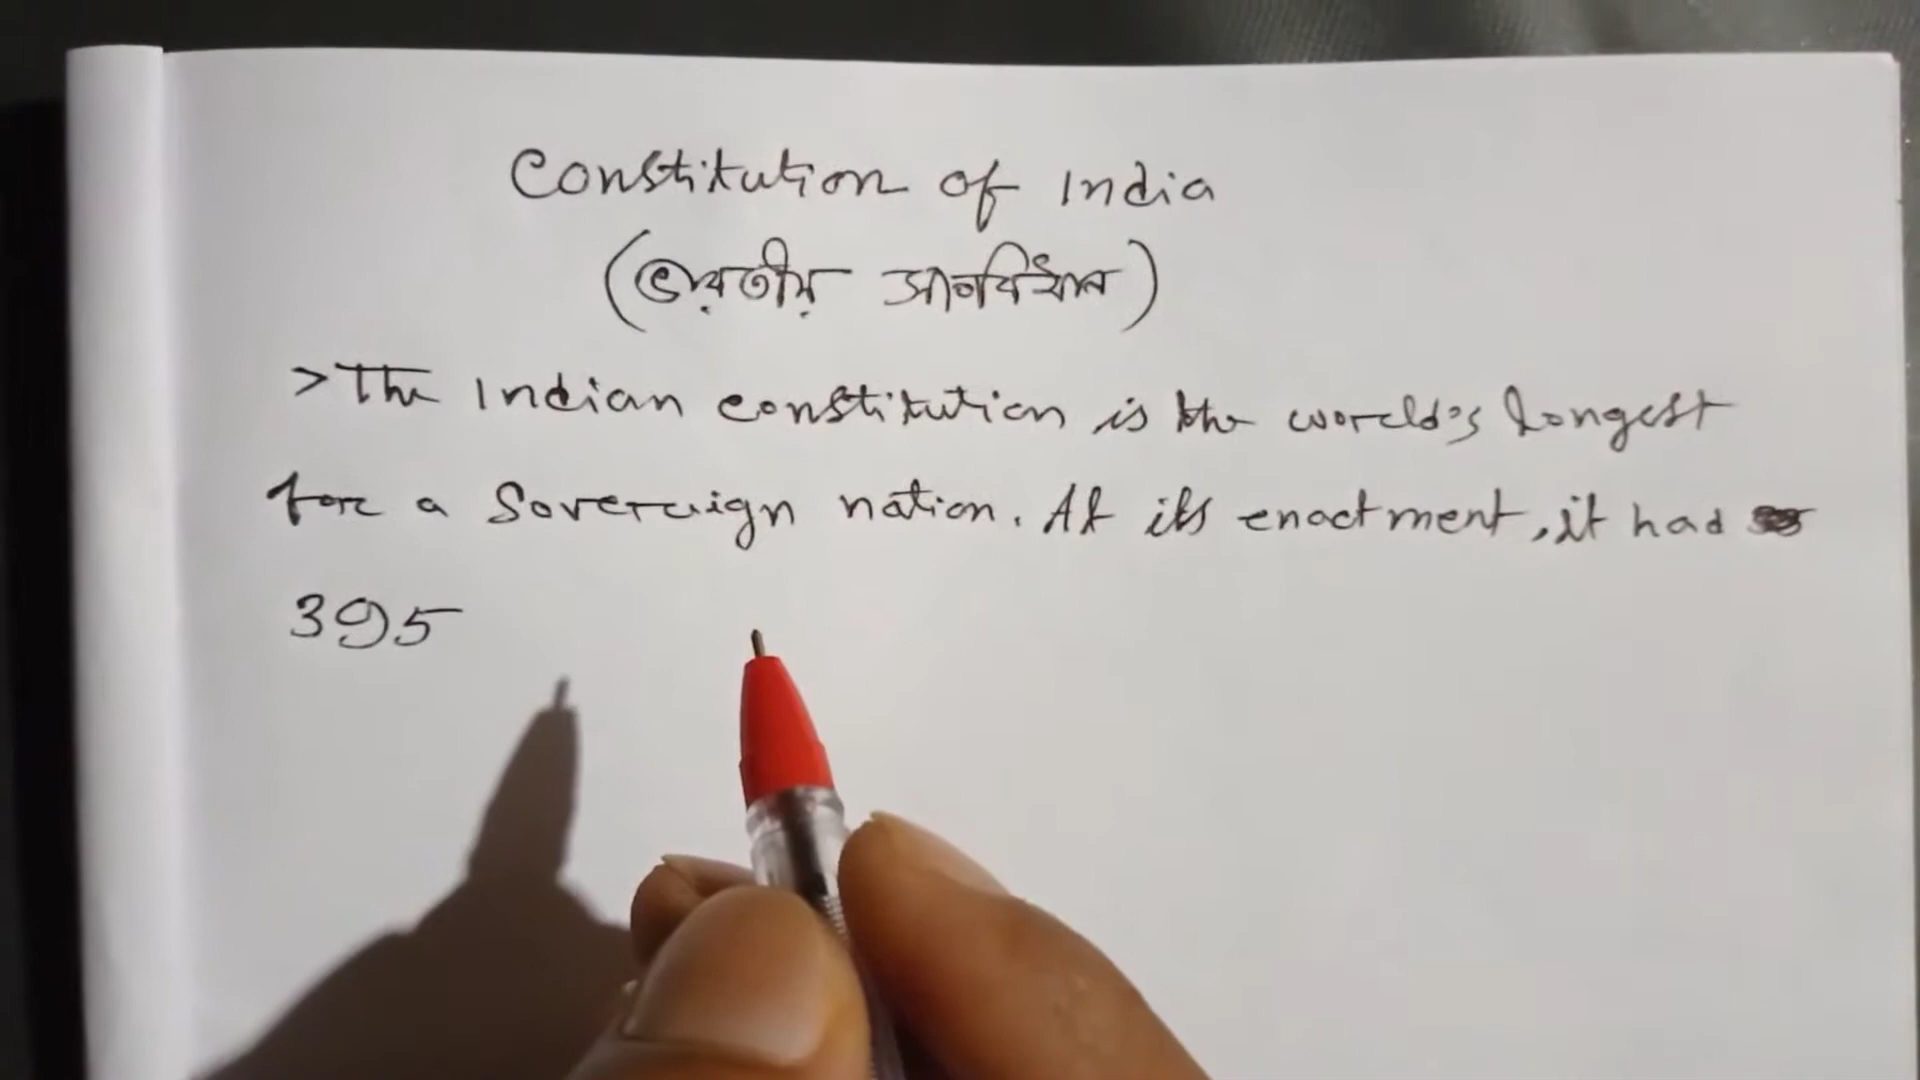 Constitution of India
(ভারতীয় সংবিধান)
> The Indian constitution is the world's longest
for a Sovereign nation. At its enactment, it had
395